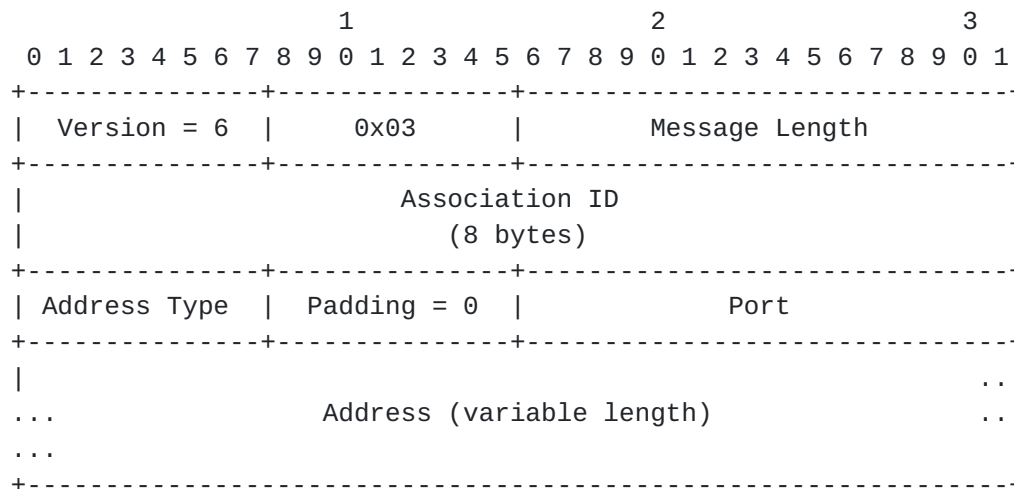 1                   2                   3
 0 1 2 3 4 5 6 7 8 9 0 1 2 3 4 5 6 7 8 9 0 1 2 3 4 5 6 7 8 9 0 1
+---------------+---------------+-------------------------------+
|  Version = 6  |     0x03      |        Message Length
+---------------+---------------+-------------------------------+
|                        Association ID
|                           (8 bytes)
+---------------+---------------+-------------------------------+
| Address Type  |  Padding = 0  |             Port
+---------------+---------------+-------------------------------+
|                                                             ..
...                 Address (variable length)                 ..
...
+---------------------------------------------------------------+